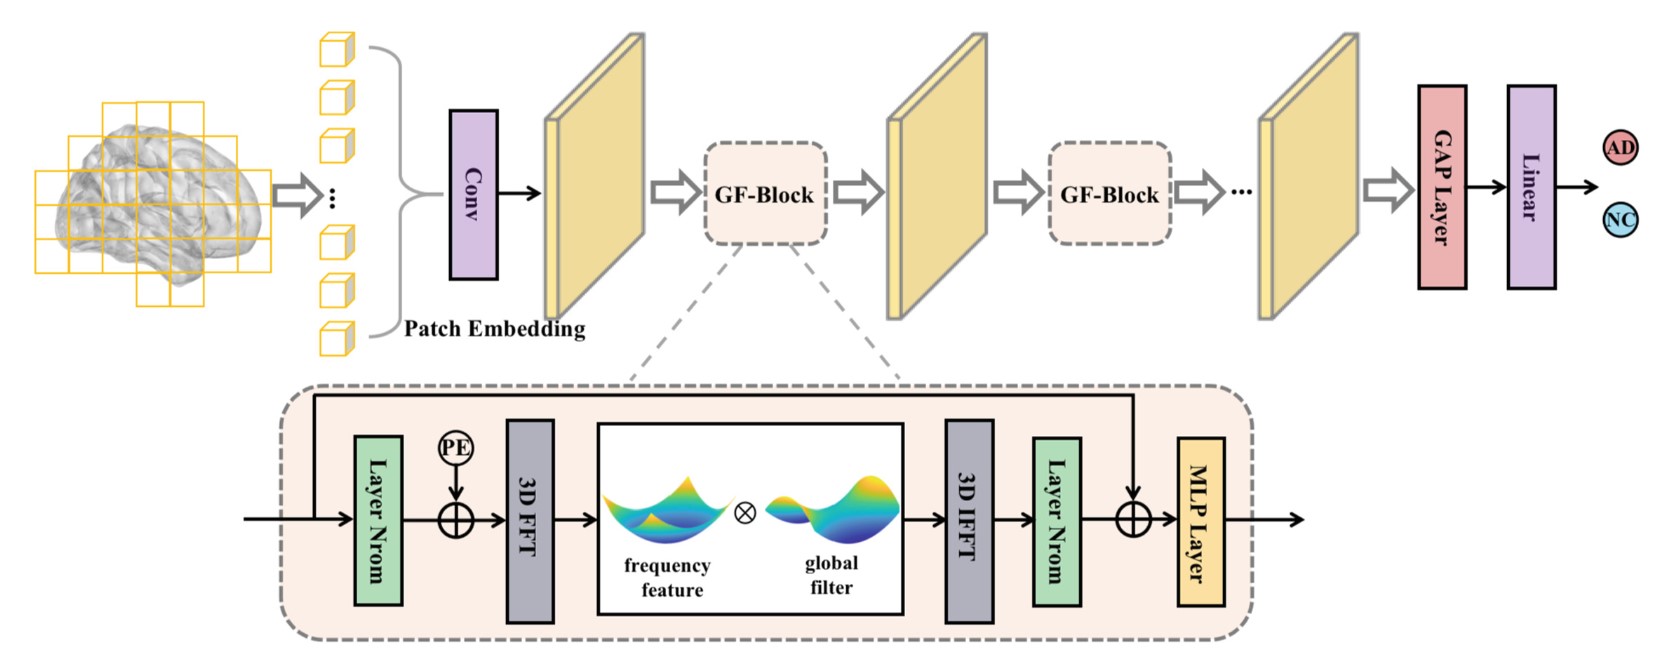 Conv
Patch Embedding
GF-Block
GF-Block
...
GAP Layer
Linear
AD
NC
Layer Nrom
PE
3D FFT
frequency
feature
global
filter
3D IFFT
Layer Nrom
MLP Layer